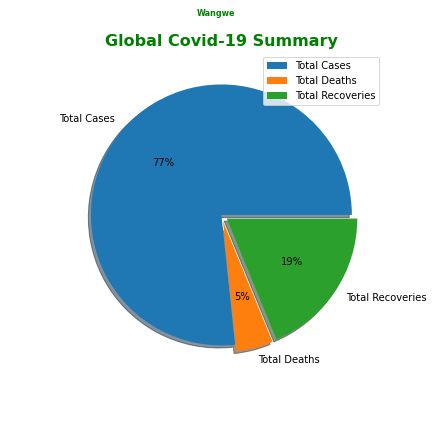 Wangwe
Global Covid-19 Summary
Total Cases
Total Deaths
Total Recoveries
Total Cases
77%
19%
5%
Total Recoveries
Total Deaths